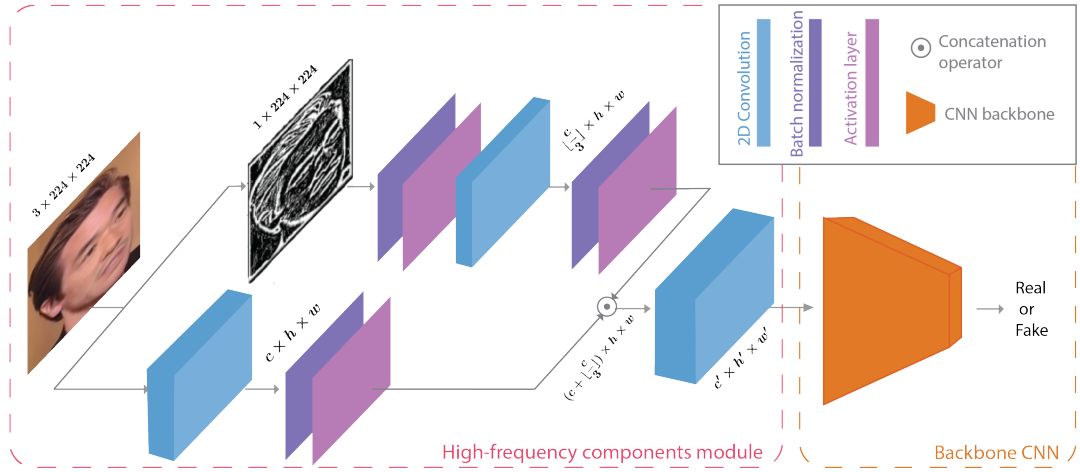 2D Convolution
Batch normalization
Activation layer
Concatenation
operator
CNN backbone
3 × 224 × 224
1 × 224 × 224
⌊c/3⌋ × h × w
c × h × w
(c + ⌊c/3⌋) × h × w
c′ × h′ × w′
Real
or
Fake
High-frequency components module
Backbone CNN